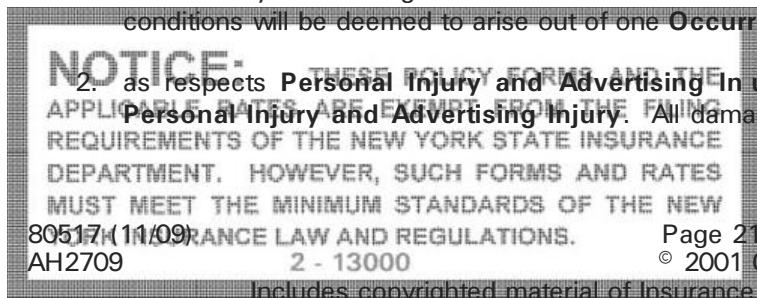 conditions will be deemed to arise out of one Occurr
NOTICE: THESE POLICY FORMS AND THE
2. as respects Personal Injury and Advertising In u
APPLICABLE RATES ARE EXEMPT FROM THE FILING
Personal Injury and Advertising Injury. All dama
REQUIREMENTS OF THE NEW YORK STATE INSURANCE
DEPARTMENT. HOWEVER, SUCH FORMS AND RATES
MUST MEET THE MINIMUM STANDARDS OF THE NEW
YORK INSURANCE LAW AND REGULATIONS.
80517 (11/09) Page 21
AH2709 2 - 13000 © 2001
Includes copyrighted material of Insurance